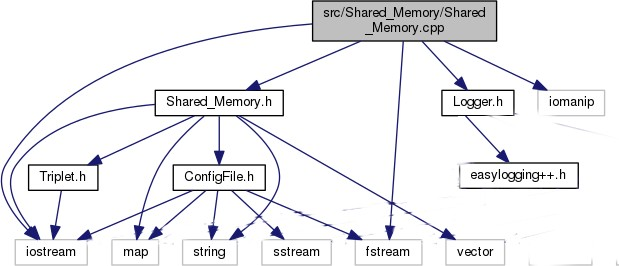 src/Shared_Memory/Shared
_Memory.cpp
Shared_Memory.h
Logger.h
iomanip
Triplet.h
ConfigFile.h
easylogging++.h
iostream
map
string
sstream
fstream
vector